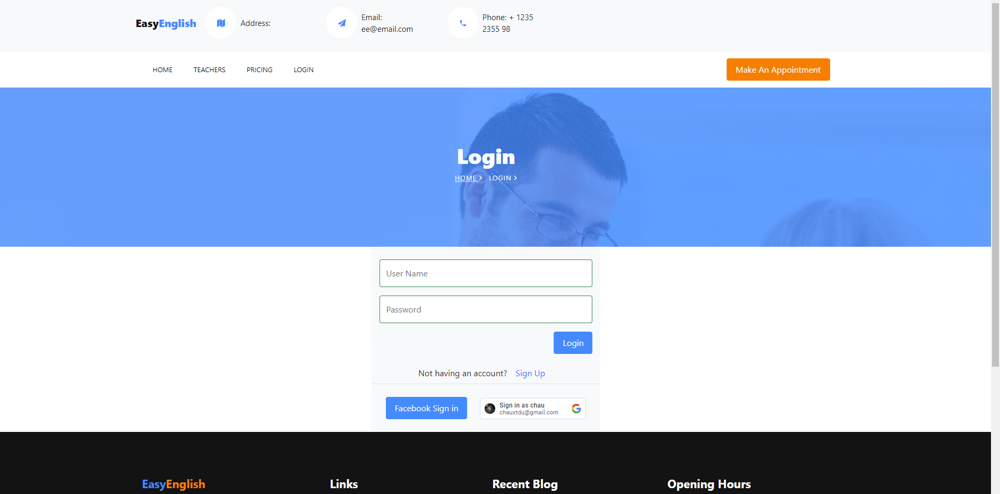 EasyEnglish
Address:
Email:
ee@email.com
Phone: + 1235
2355 98
HOME TEACHERS PRICING LOGIN
Make An Appointment
Login
HOME > LOGIN >
User Name
Password
Login
Not having an account? Sign Up
Facebook Sign in
Sign in as chau
chauxtdu@gmail.com
EasyEnglish
Links
Recent Blog
Opening Hours